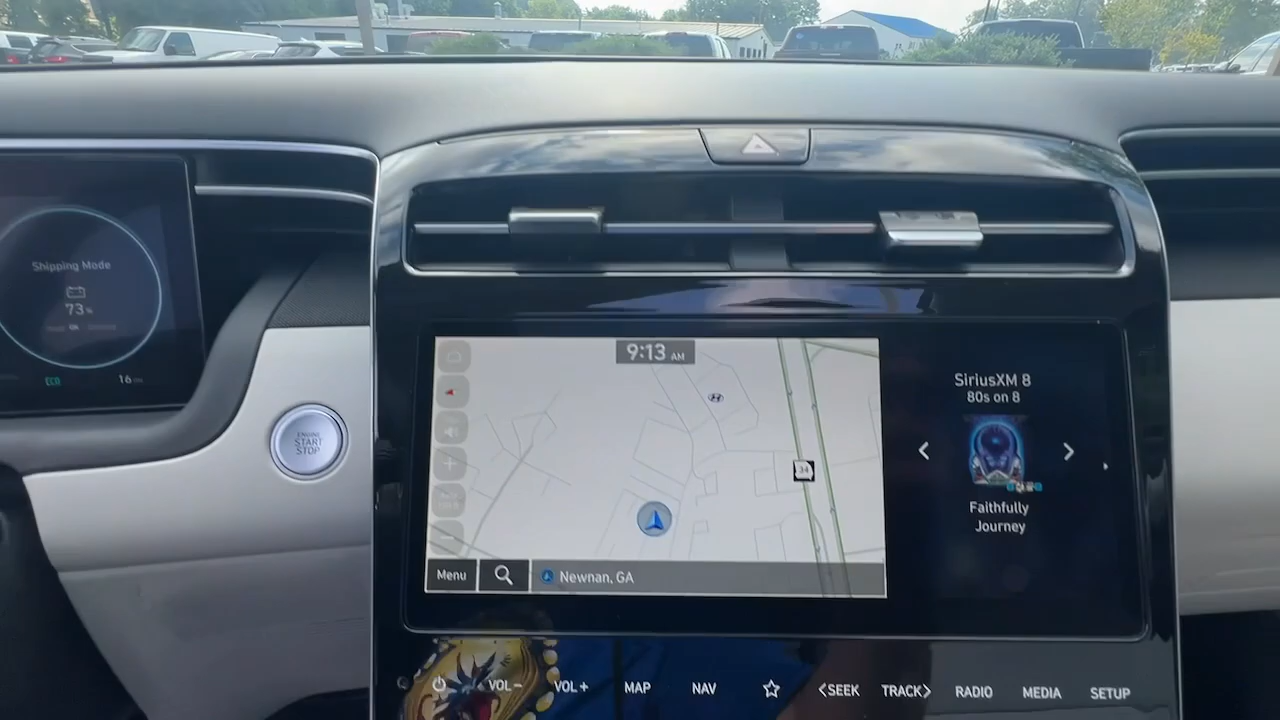 Shipping Mode
73%
ECO
16
ENGINE
START
STOP
9:13 AM
34
Menu
Newnan, GA
SiriusXM 8
80s on 8
Faithfully
Journey
VOL− VOL+ MAP NAV <SEEK TRACK> RADIO MEDIA SETUP